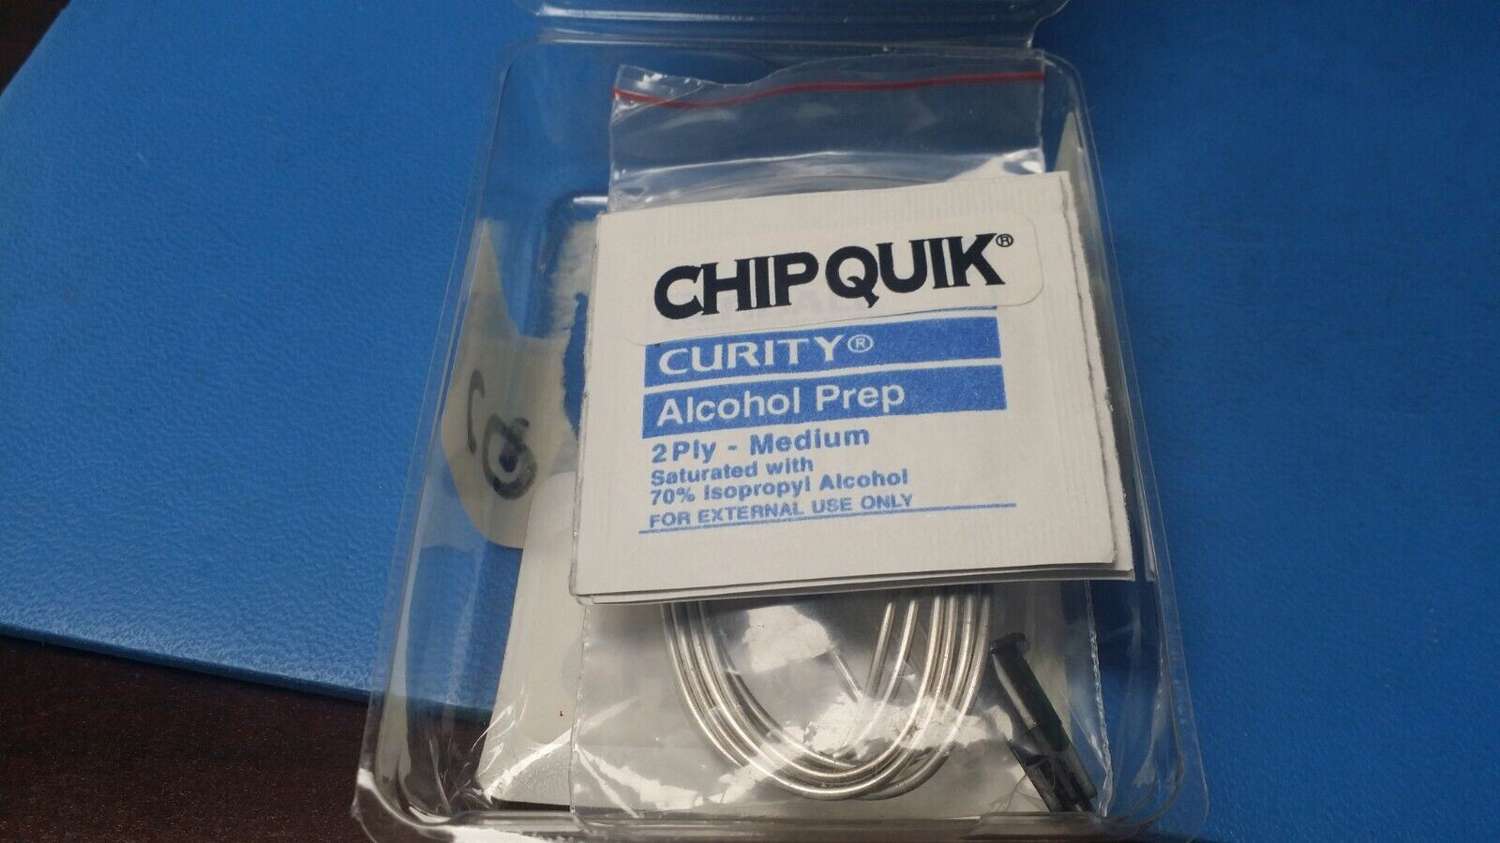 CHIPQUIK®
CURITY®
Alcohol Prep
2 Ply - Medium
Saturated with
70% Isopropyl Alcohol
FOR EXTERNAL USE ONLY